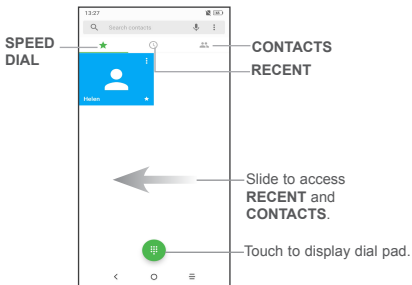 13:27
Search contacts
SPEED
DIAL
CONTACTS
RECENT
Helen
Slide to access
RECENT and
CONTACTS.
Touch to display dial pad.